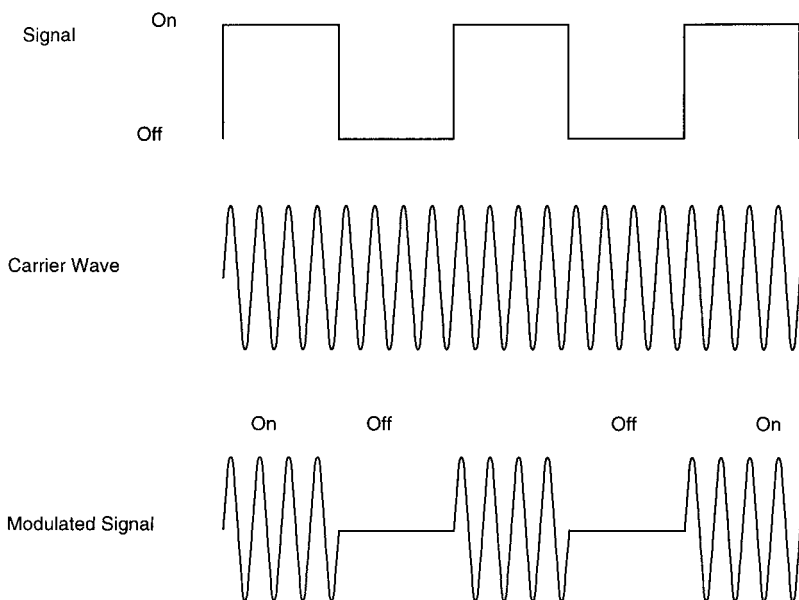 On
Signal
Off
Carrier Wave
On Off Off On
Modulated Signal